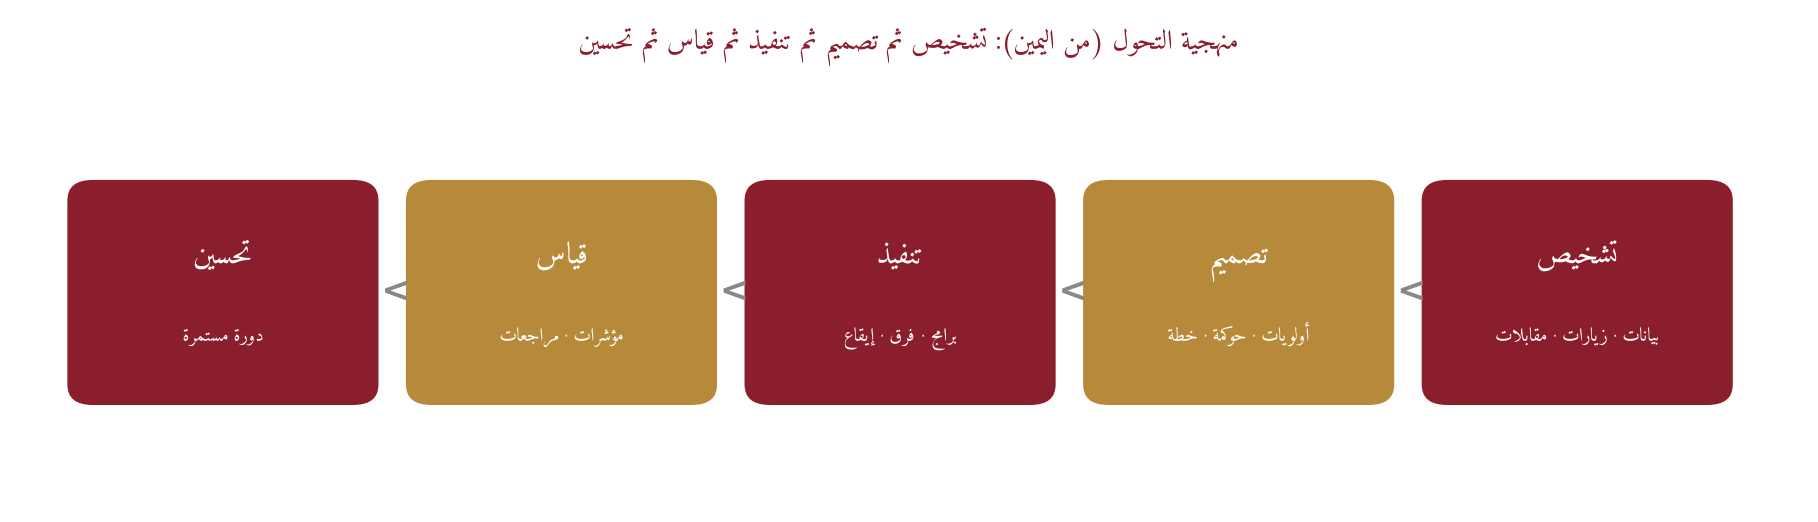 منهجية التحول (من اليمين): تشخيص ثم تصميم ثم تنفيذ ثم قياس ثم تحسين
تشخيص
بيانات · زيارات · مقابلات
<
تصميم
أولويات · حوكمة · خطة
<
تنفيذ
برامج · فرق · إيقاع
<
قياس
مؤشرات · مراجعات
<
تحسين
دورة مستمرة